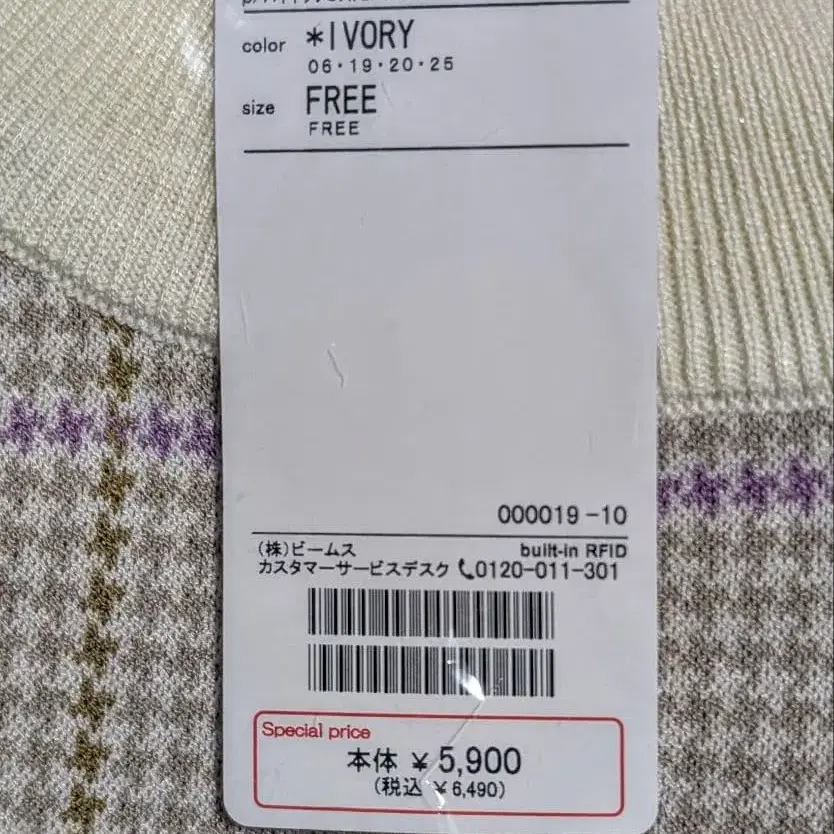 color *IVORY
06・19・20・25
size FREE
FREE
000019-10
(株)ビームス built-in RFID
カスタマーサービスデスク 0120-011-301
Special price
本体 ¥5,900
(税込 ¥6,490)